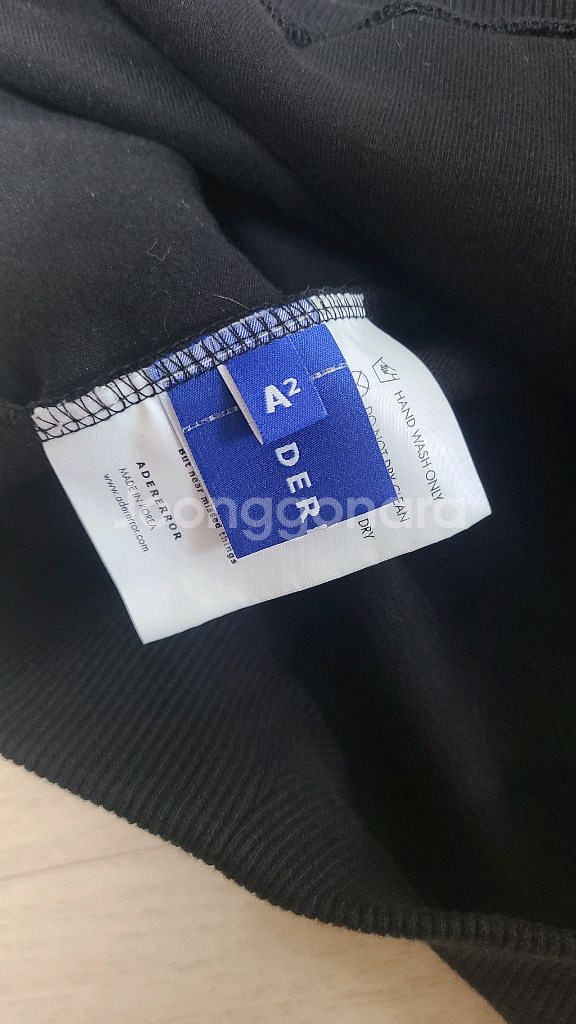 A²
DER
But near missed things
ADERERROR
MADE IN KOREA
www.adererror.com
HAND WASH ONLY
DO NOT DRY CLEAN
DRY
Joonggonara